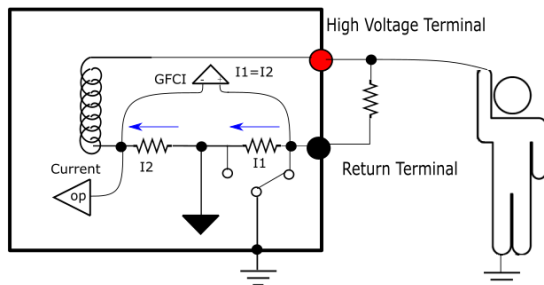 High Voltage Terminal
GFCI
I1=I2
- +
I2
I1
Current
op
Return Terminal